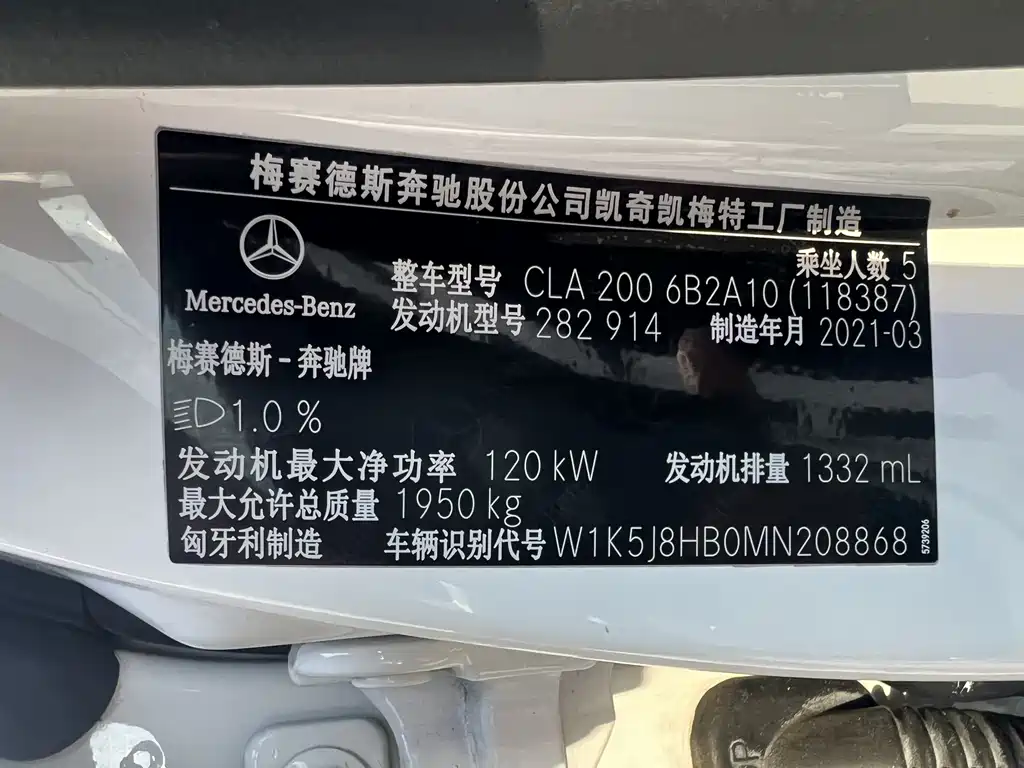 梅赛德斯奔驰股份公司凯奇凯梅特工厂制造
乘坐人数 5
Mercedes-Benz
整车型号 CLA 200 6B2A10 (118387)
发动机型号 282 914 制造年月 2021-03
梅赛德斯-奔驰牌
1.0 %
发动机最大净功率 120 kW 发动机排量 1332 mL
最大允许总质量 1950 kg
匈牙利制造 车辆识别代号 W1K5J8HB0MN208868
5739206